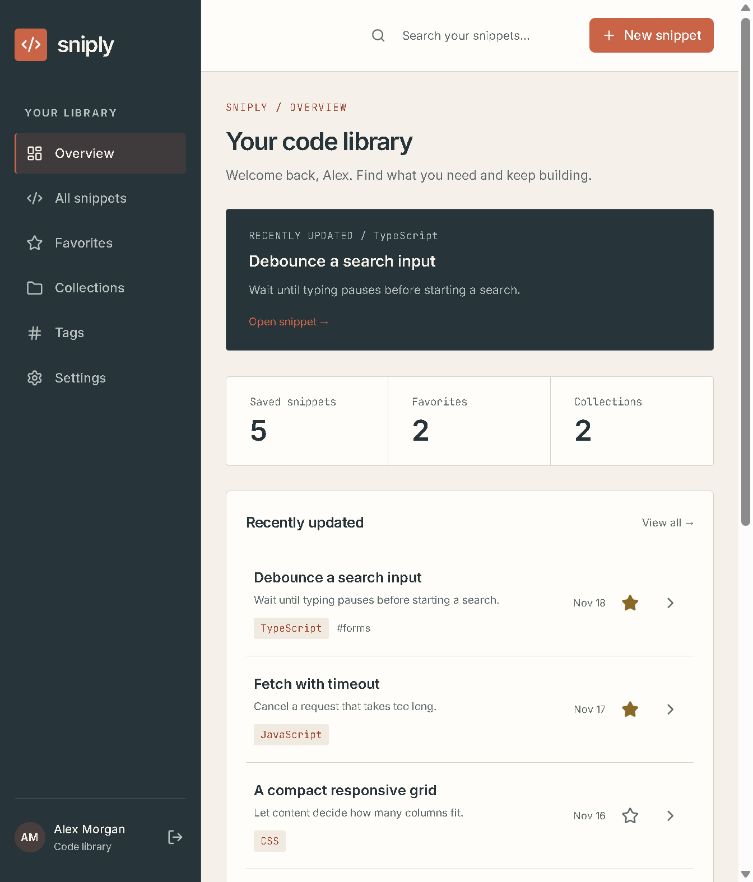 sniply
YOUR LIBRARY
Overview
All snippets
Favorites
Collections
Tags
Settings
AM
Alex Morgan
Code library
Search your snippets...
+ New snippet
SNIPLY / OVERVIEW
Your code library
Welcome back, Alex. Find what you need and keep building.
RECENTLY UPDATED / TypeScript
Debounce a search input
Wait until typing pauses before starting a search.
Open snippet →
Saved snippets
5
Favorites
2
Collections
2
Recently updated
View all →
Debounce a search input
Wait until typing pauses before starting a search.
TypeScript #forms
Nov 18
Fetch with timeout
Cancel a request that takes too long.
JavaScript
Nov 17
A compact responsive grid
Let content decide how many columns fit.
CSS
Nov 16